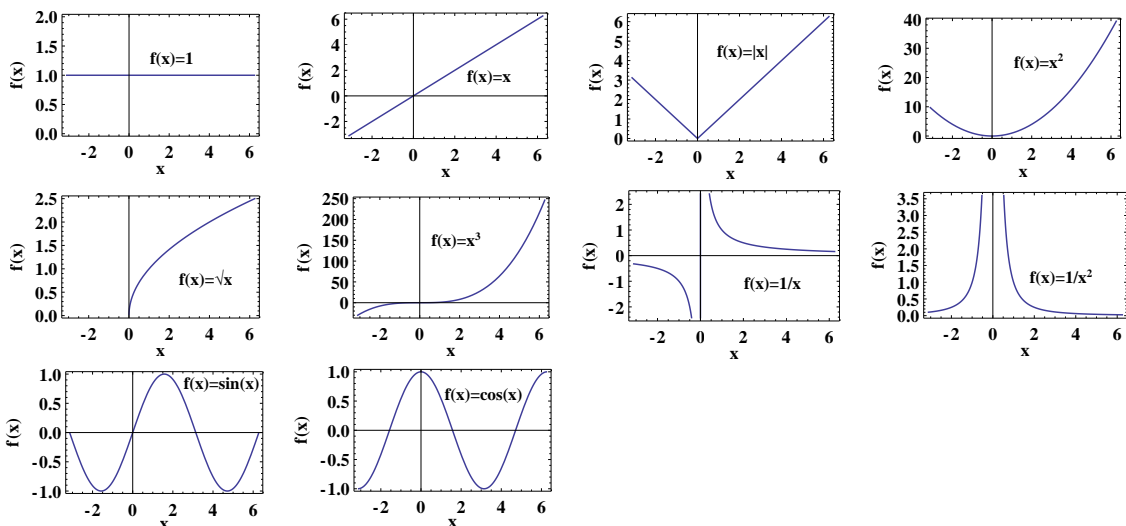 2.0
1.5
1.0
0.5
0.0
f(x)
f(x)=1
-2 0 2 4 6
x
6
4
2
0
-2
f(x)
f(x)=x
-2 0 2 4 6
x
6
5
4
3
2
1
0
f(x)
f(x)=|x|
-2 0 2 4 6
x
40
30
20
10
0
f(x)
f(x)=x²
-2 0 2 4 6
x
2.5
2.0
1.5
1.0
0.5
0.0
f(x)
f(x)=√x
-2 0 2 4 6
x
250
200
150
100
50
0
f(x)
f(x)=x³
-2 0 2 4 6
x
2
1
0
-1
-2
f(x)
f(x)=1/x
-2 0 2 4 6
x
3.5
3.0
2.5
2.0
1.5
1.0
0.5
0.0
f(x)
f(x)=1/x²
-2 0 2 4 6
x
1.0
0.5
0.0
-0.5
-1.0
f(x)
f(x)=sin(x)
-2 0 2 4 6
x
1.0
0.5
0.0
-0.5
-1.0
f(x)
f(x)=cos(x)
-2 0 2 4 6
x